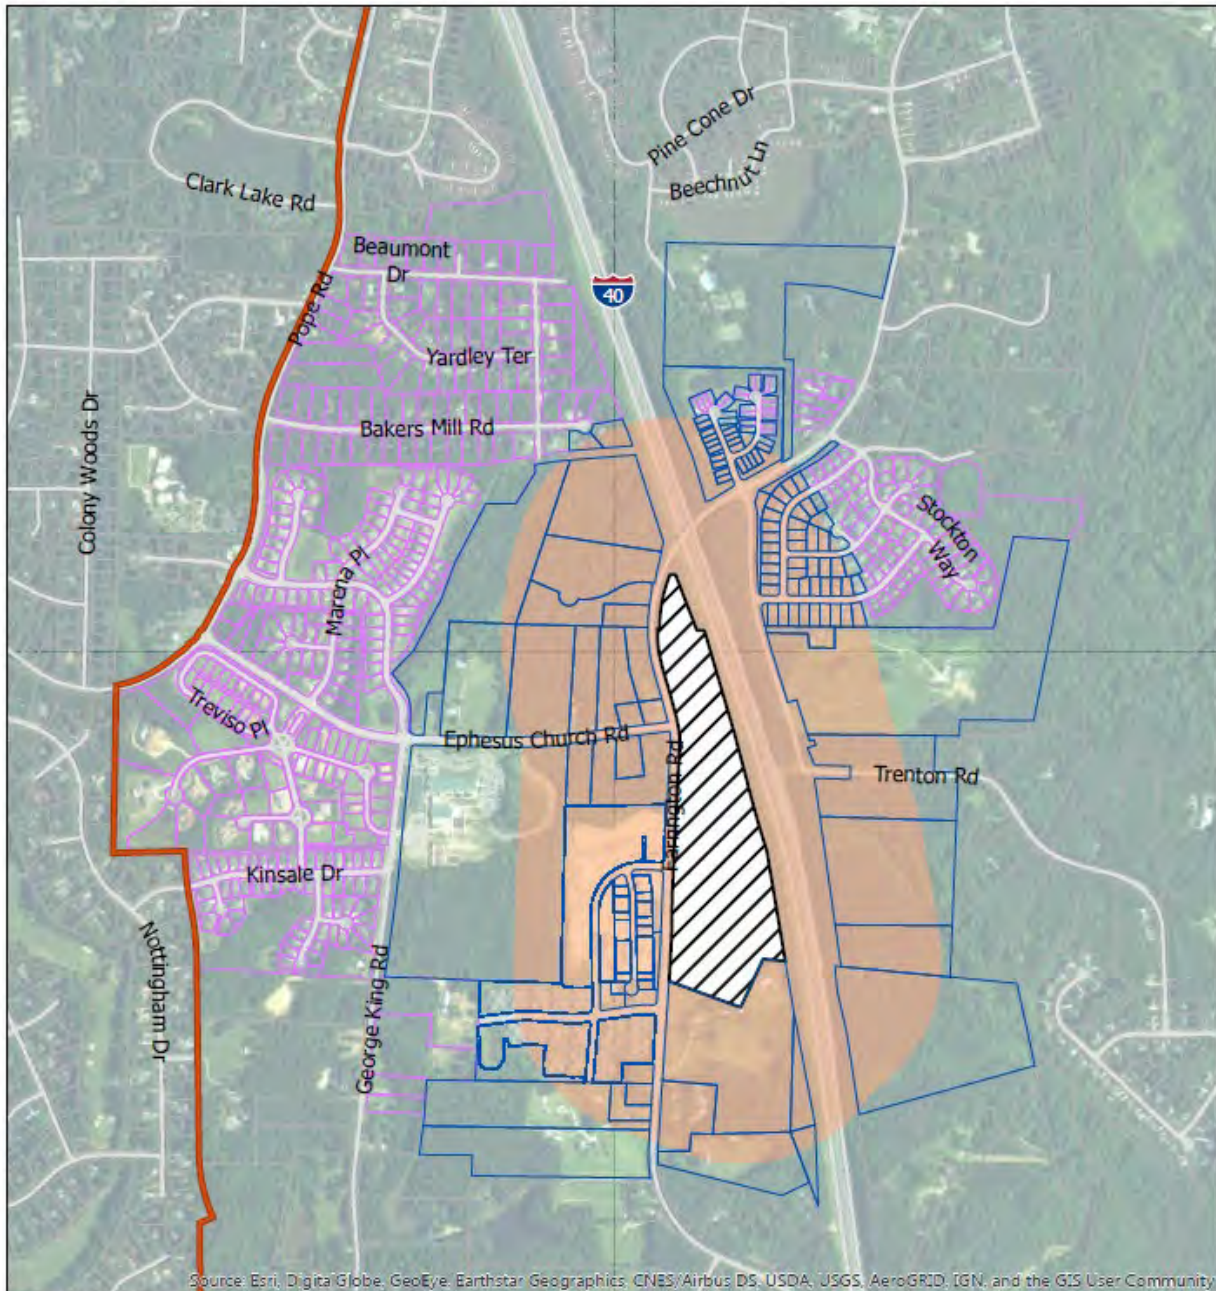 Pine Cone Dr
Beechnut Ln
Clark Lake Rd
Beaumont
Dr
40
Pope Rd
Yardley Ter
Colony Woods Dr
Bakers Mill Rd
Stockton
Way
Marena Pl
Treviso Pl
Ephesus Church Rd
Farrington Rd
Trenton Rd
Kinsale Dr
Nottingham Dr
George King Rd
Source: Esri, DigitalGlobe, GeoEye, Earthstar Geographics, CNES/Airbus DS, USDA, USGS, AeroGRID, IGN, and the GIS User Community